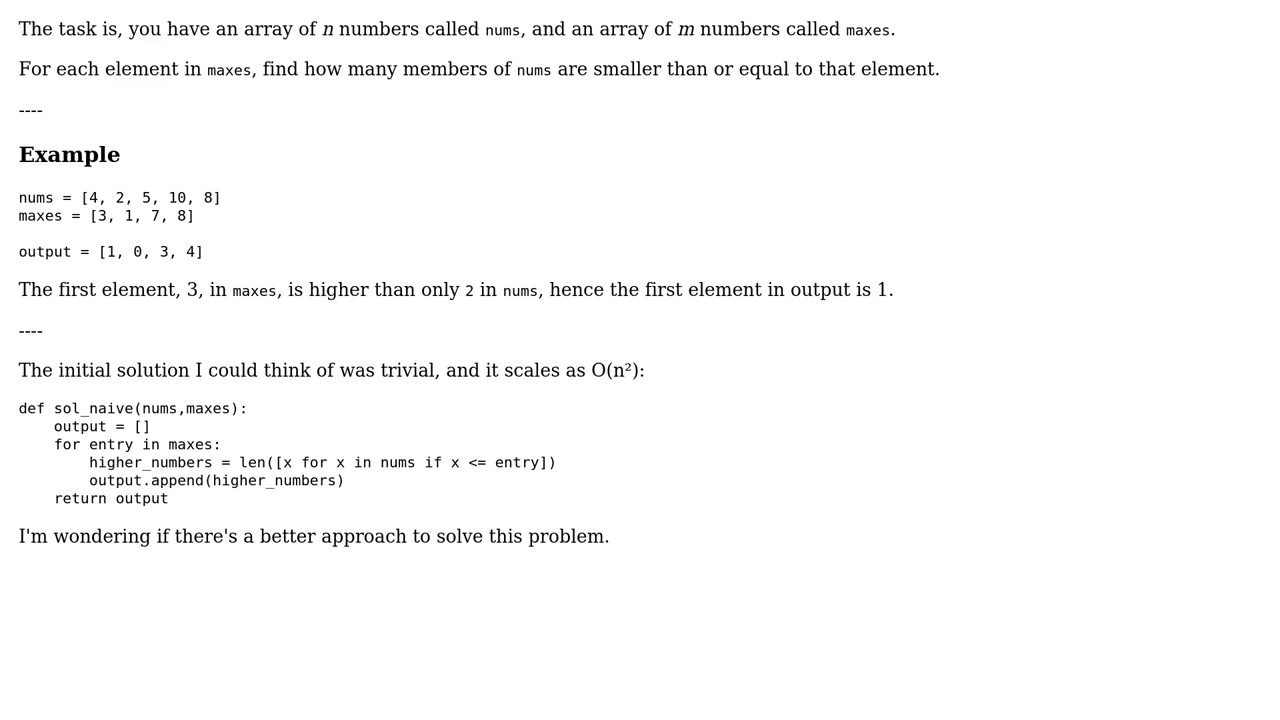 The task is, you have an array of n numbers called nums, and an array of m numbers called maxes.
For each element in maxes, find how many members of nums are smaller than or equal to that element.
----
Example
nums = [4, 2, 5, 10, 8]
maxes = [3, 1, 7, 8]
output = [1, 0, 3, 4]
The first element, 3, in maxes, is higher than only 2 in nums, hence the first element in output is 1.
----
The initial solution I could think of was trivial, and it scales as O(n²):
def sol_naive(nums,maxes):
    output = []
    for entry in maxes:
        higher_numbers = len([x for x in nums if x <= entry])
        output.append(higher_numbers)
    return output
I'm wondering if there's a better approach to solve this problem.